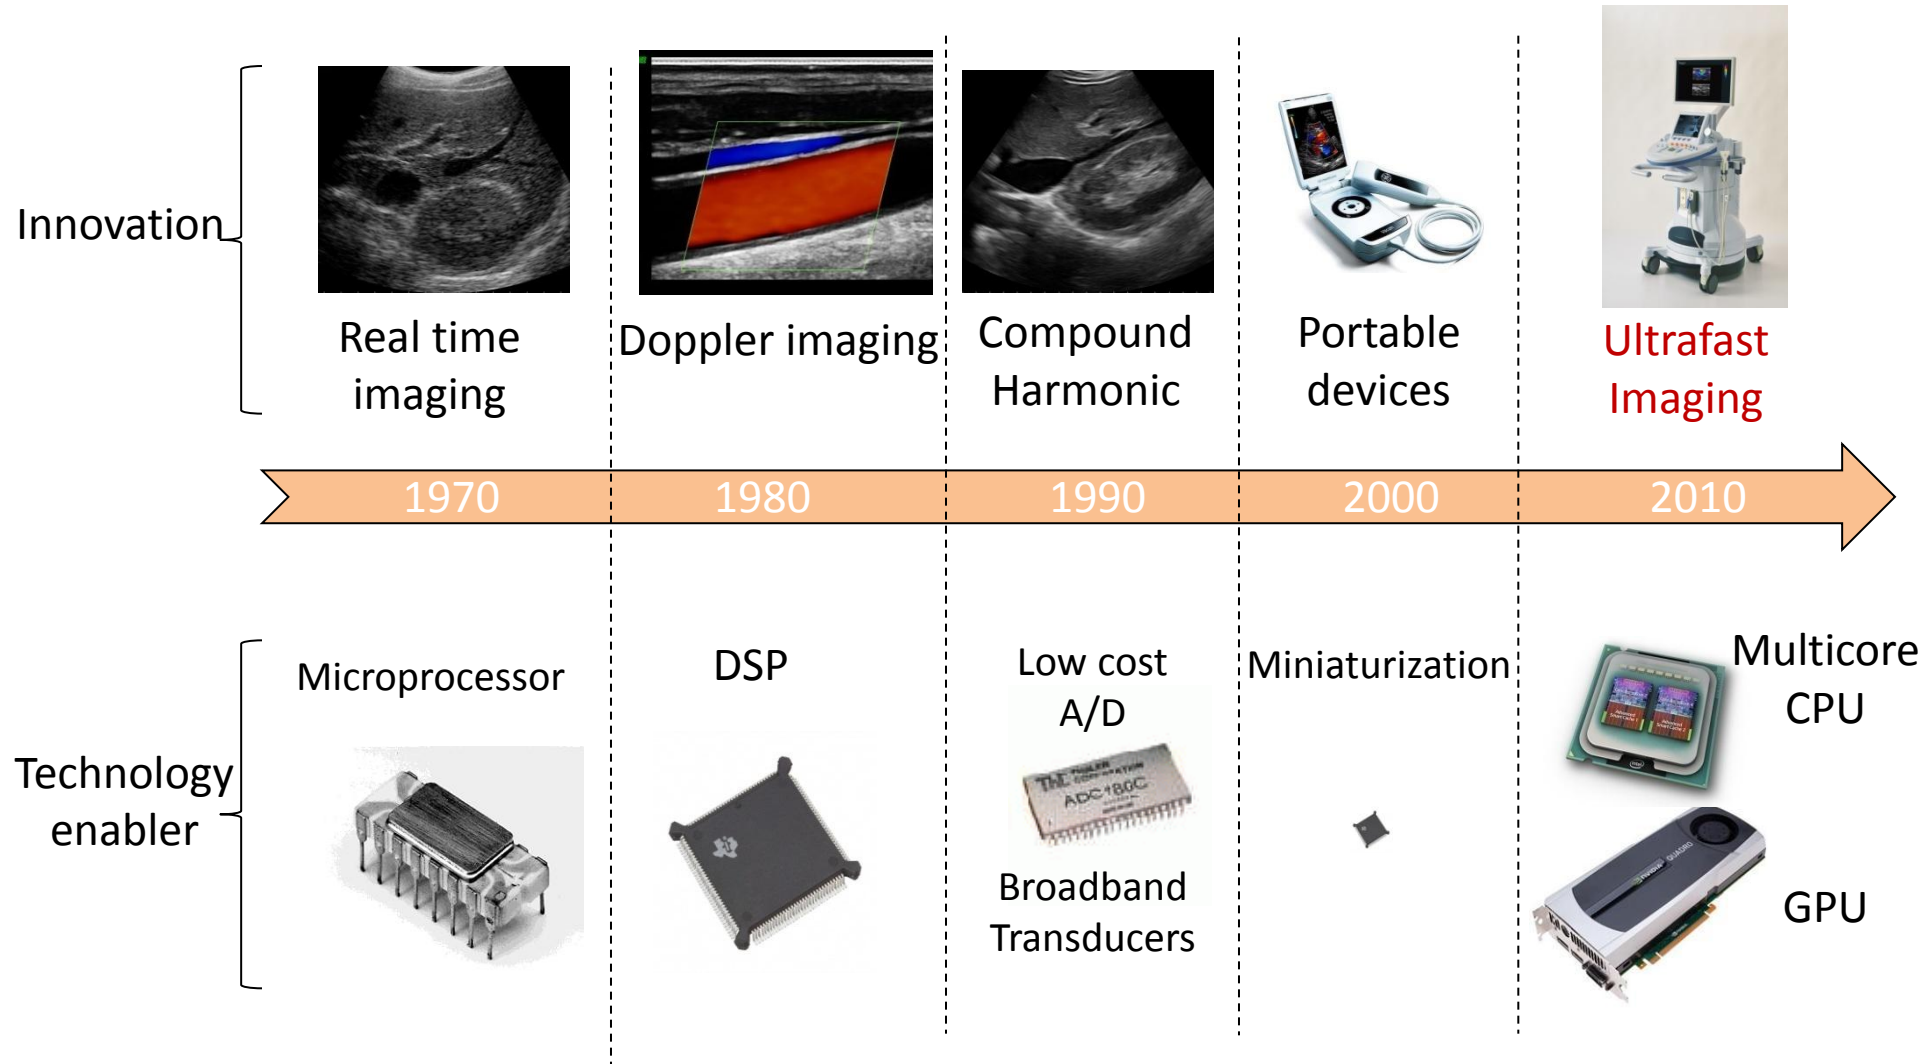 Innovation
Real time
imaging
Doppler imaging
Compound
Harmonic
Portable
devices
Ultrafast
Imaging
1970
1980
1990
2000
2010
Technology
enabler
Microprocessor
DSP
Low cost
A/D
ADC180C
Broadband
Transducers
Miniaturization
Multicore
CPU
QUADRO
GPU